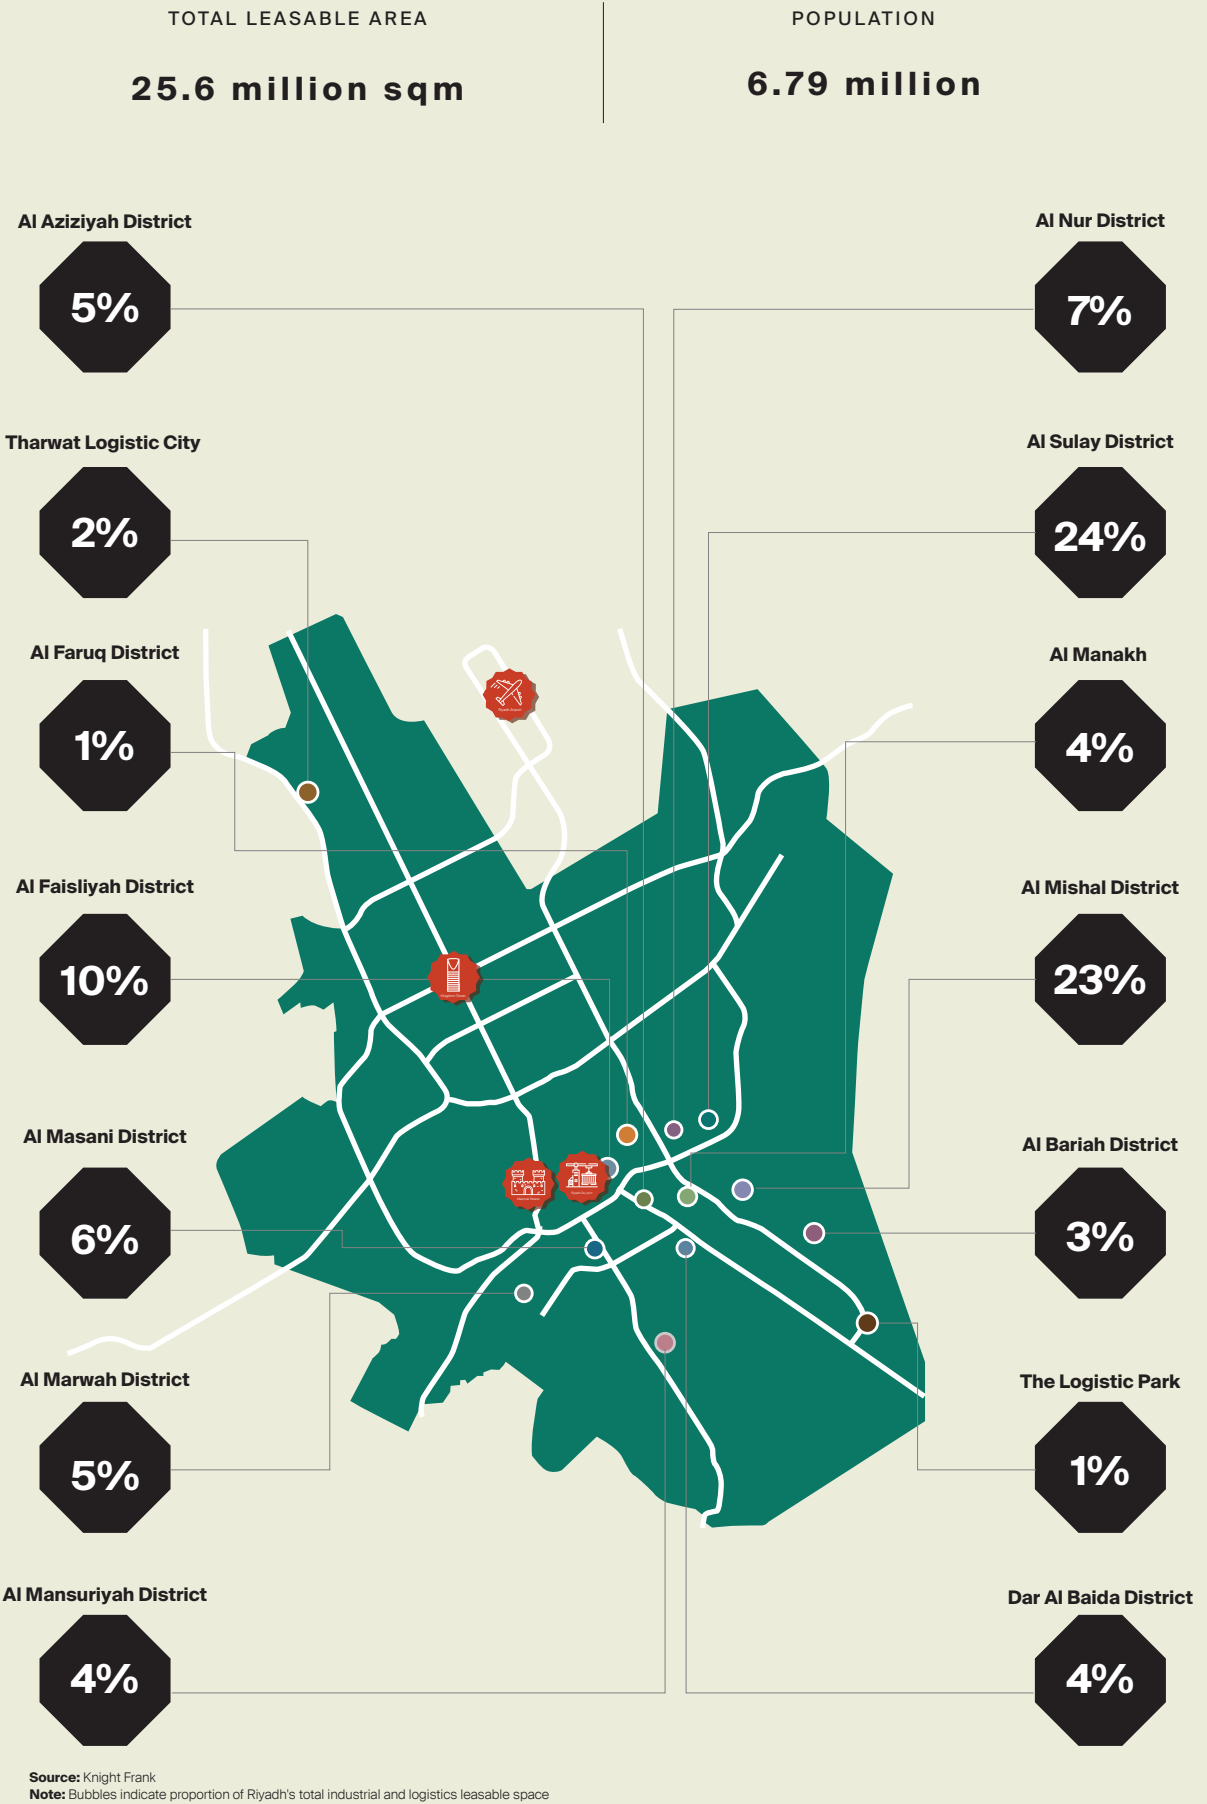 TOTAL LEASABLE AREA
25.6 million sqm
POPULATION
6.79 million
Al Aziziyah District
5%
Al Nur District
7%
Tharwat Logistic City
2%
Al Sulay District
24%
Al Faruq District
1%
Al Manakh
4%
Al Faisliyah District
10%
Al Mishal District
23%
Al Masani District
6%
Al Bariah District
3%
Al Marwah District
5%
The Logistic Park
1%
Al Mansuriyah District
4%
Dar Al Baida District
4%
Riyadh Airport
Kingdom Tower
Source: Knight Frank
Note: Bubbles indicate proportion of Riyadh's total industrial and logistics leasable space